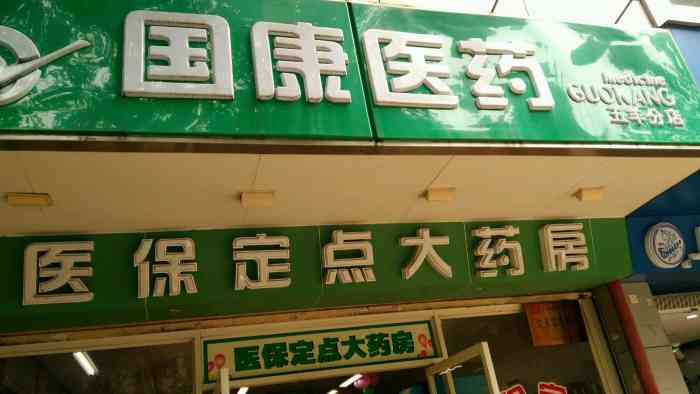 国康医药
Medicine
GUOKANG
五丰分店
医保定点大药房
医保定点大药房